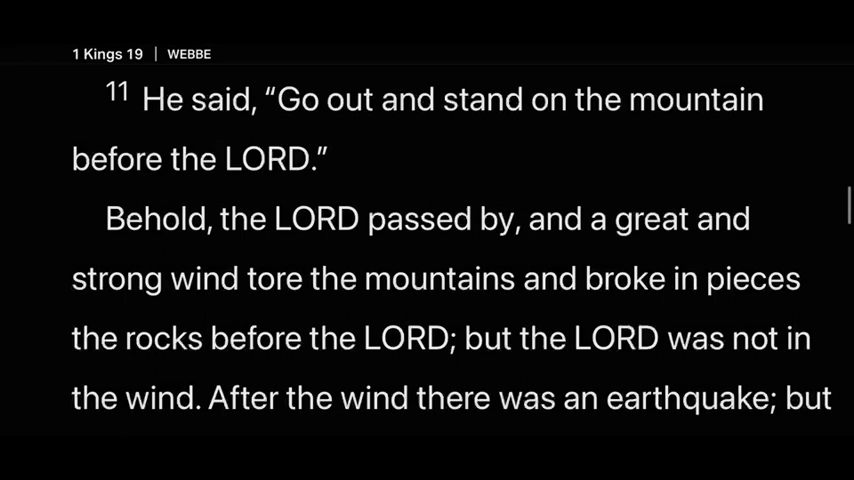 1 Kings 19 | WEBBE
11 He said, “Go out and stand on the mountain
before the LORD.”
Behold, the LORD passed by, and a great and
strong wind tore the mountains and broke in pieces
the rocks before the LORD; but the LORD was not in
the wind. After the wind there was an earthquake; but